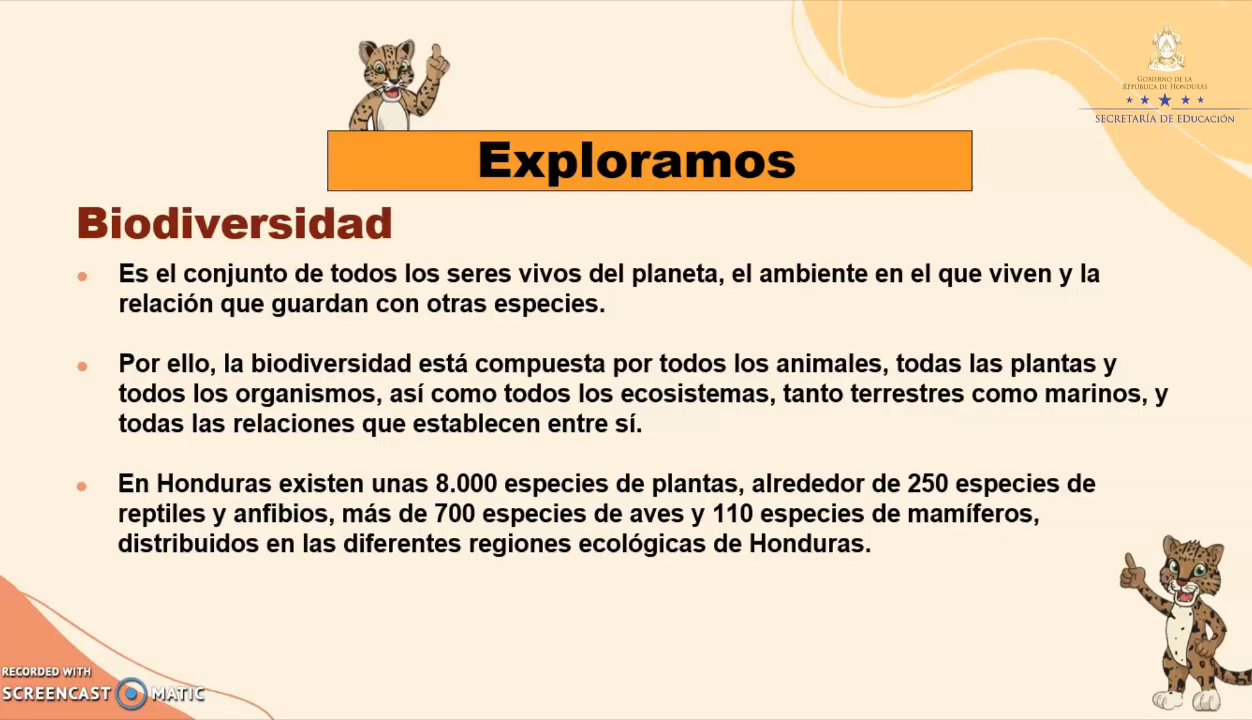 GOBIERNO DE LA
REPÚBLICA DE HONDURAS
SECRETARÍA DE EDUCACIÓN
Exploramos
Biodiversidad
Es el conjunto de todos los seres vivos del planeta, el ambiente en el que viven y la
relación que guardan con otras especies.
Por ello, la biodiversidad está compuesta por todos los animales, todas las plantas y
todos los organismos, así como todos los ecosistemas, tanto terrestres como marinos, y
todas las relaciones que establecen entre sí.
En Honduras existen unas 8.000 especies de plantas, alrededor de 250 especies de
reptiles y anfibios, más de 700 especies de aves y 110 especies de mamíferos,
distribuidos en las diferentes regiones ecológicas de Honduras.
RECORDED WITH
SCREENCAST MATIC